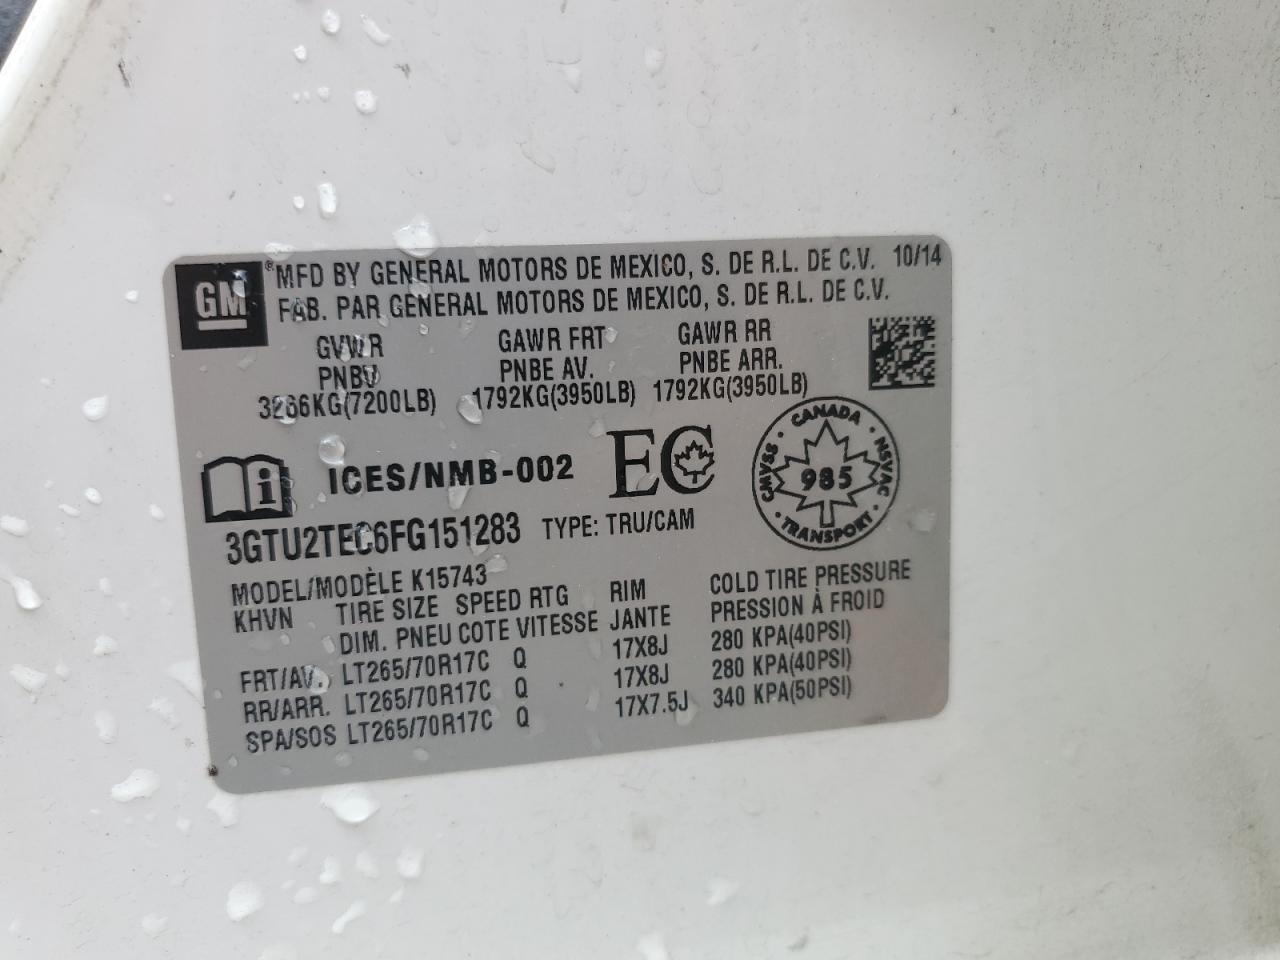 GM ® MFD BY GENERAL MOTORS DE MEXICO, S. DE R.L. DE C.V. 10/14
FAB. PAR GENERAL MOTORS DE MEXICO, S. DE R.L. DE C.V.
GVWR GAWR FRT GAWR RR
PNBV PNBE AV. PNBE ARR.
3266KG(7200LB) 1792KG(3950LB) 1792KG(3950LB)
i ICES/NMB-002 EC
CANADA
CMVSS · NSVAC
985
· TRANSPORT ·
3GTU2TEC6FG151283 TYPE: TRU/CAM
MODEL/MODÈLE K15743
KHVN TIRE SIZE SPEED RTG RIM COLD TIRE PRESSURE
DIM. PNEU COTE VITESSE JANTE PRESSION À FROID
FRT/AV. LT265/70R17C Q 17X8J 280 KPA(40PSI)
RR/ARR. LT265/70R17C Q 17X8J 280 KPA(40PSI)
SPA/SOS LT265/70R17C Q 17X7.5J 340 KPA(50PSI)